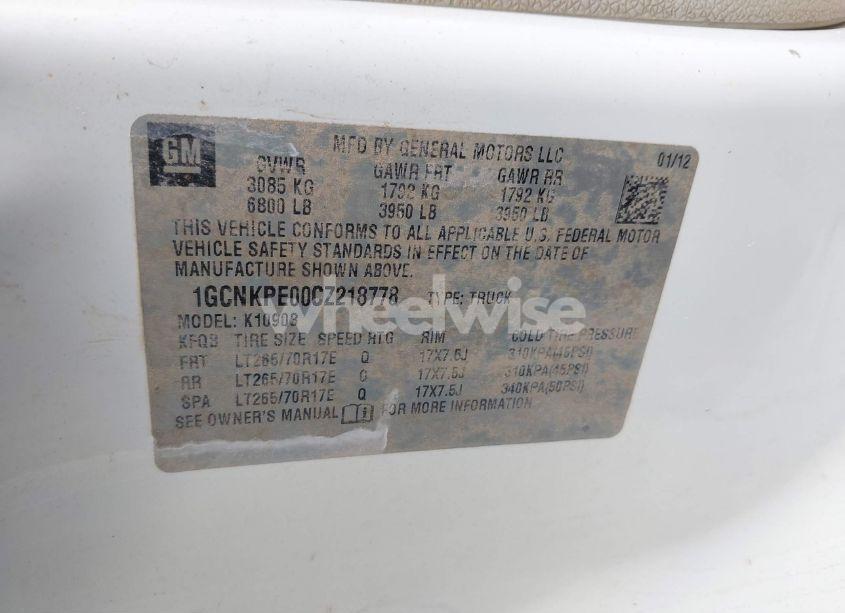 GM
MFD BY GENERAL MOTORS LLC 01/12
GVWR GAWR FRT GAWR RR
3085 KG 1792 KG 1792 KG
6800 LB 3950 LB 3950 LB
THIS VEHICLE CONFORMS TO ALL APPLICABLE U.S. FEDERAL MOTOR
VEHICLE SAFETY STANDARDS IN EFFECT ON THE DATE OF
MANUFACTURE SHOWN ABOVE.
1GCNKPE00CZ218778 TYPE: TRUCK
wheelwise
MODEL: K10903
KFQB TIRE SIZE SPEED RTG RIM COLD TIRE PRESSURE
FRT LT265/70R17E Q 17X7.5J 310KPA(45PSI)
RR LT265/70R17E Q 17X7.5J 310KPA(45PSI)
SPA LT265/70R17E Q 17X7.5J 340KPA(50PSI)
SEE OWNER'S MANUAL FOR MORE INFORMATION